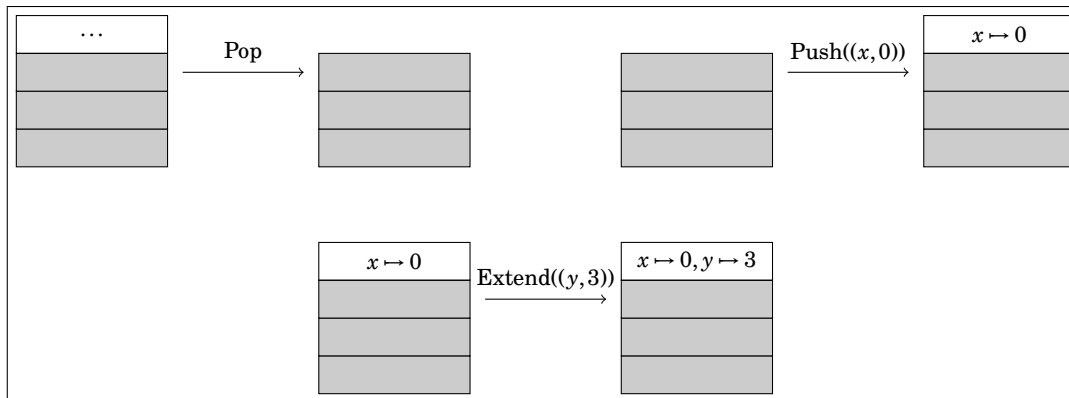 ⋯
Pop
Push((x,0))
x ↦ 0
x ↦ 0
Extend((y,3))
x ↦ 0, y ↦ 3